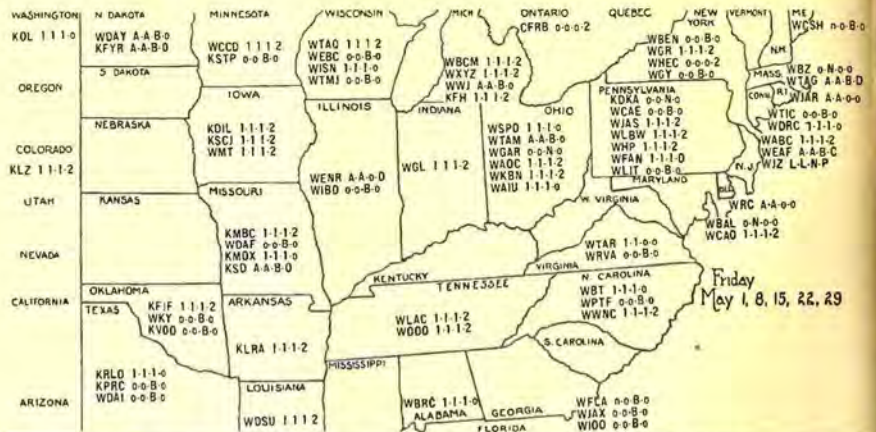 WASHINGTON
KOL 1-1-1-0
OREGON
COLORADO
KLZ 1-1-1-2
UTAH
NEVADA
CALIFORNIA
ARIZONA
N DAKOTA
WDAY A-A-B-0
KFYR A-A-B-0
S. DAKOTA
NEBRASKA
KANSAS
OKLAHOMA
KFJF 1-1-1-2
WKY 0-0-B-0
KVOO 0-0-B-0
TEXAS
KRLD 1-1-1-0
KPRC 0-0-B-0
WDAI 0-0-B-0
MINNESOTA
WCCD 1 1 1 2
KSTP 0-0-B-0
IOWA
KDIL 1-1-1-2
KSCJ 1-1-1-2
WMT 1-1-1-2
MISSOURI
KMBC 1-1-1-2
WDAF 0-0-B-0
KMOX 1-1-1-0
KSD A-A-B-0
ARKANSAS
KLRA 1-1-1-2
LOUISIANA
WDSU 1 1 1 2
WISCONSIN
WTAQ 1 1 1 2
WEBC 0-0-B-0
WISN 1-1-1-0
WTMJ 0-0-B-0
ILLINOIS
WENR A-A-0-D
WIBO 0-0-B-0
MICH
WBCM 1-1-1-2
WXYZ 1-1-1-2
WWJ A-A-B-0
KFH 1-1-1-2
INDIANA
WGL 1 1 1 2
ONTARIO
CFRB 0-0-0-2
OHIO
WSPD 1-1-1-0
WTAM A-A-B-0
WGAR 0-0-N-0
WAOC 1-1-1-2
WKBN 1-1-1-2
WAIU 1-1-1-0
QUEBEC
NEW YORK
WBEN 0-0-B-0
WGR 1-1-1-2
WHEC 0-0-0-2
WGY 0-0-B-0
PENNSYLVANIA
KDKA 0-0-N-0
WCAE 0-0-B-0
WJAS 1-1-1-2
WLBW 1-1-1-2
WHP 1-1-1-2
WFAN 1-1-1-0
WLIT 0-0-B-0
VERMONT
N.H.
ME
WCSH 0-0-B-0
MASS.
WBZ 0-N-0-0
WTAG A-A-B-D
CONN.
R.I
WJAR A-A-0-0
WTIC 0-0-B-0
WDRC 1-1-1-0
WABC 1-1-1-2
WEAF A-A-B-C
WJZ L-L-N-P
N.J.
MARYLAND
DEL
WRC A-A-0-0
WBAL 0-N-0-0
WCAO 1-1-1-2
W. VIRGINIA
WTAR 1-1-0-0
WRVA 0-0-B-0
VIRGINIA
KENTUCKY
TENNESSEE
WLAC 1-1-1-2
WDOD 1-1-1-2
N. CAROLINA
WBT 1-1-1-0
WPTF 0-0-B-0
WWNC 1-1-1-2
S. CAROLINA
MISSISSIPPI
WBRC 1-1-1-0
ALABAMA
GEORGIA
FLORIDA
WFLA 0-0-B-0
WJAX 0-0-B-0
WIOD 0-0-B-0
Friday
May 1, 8, 15, 22, 29